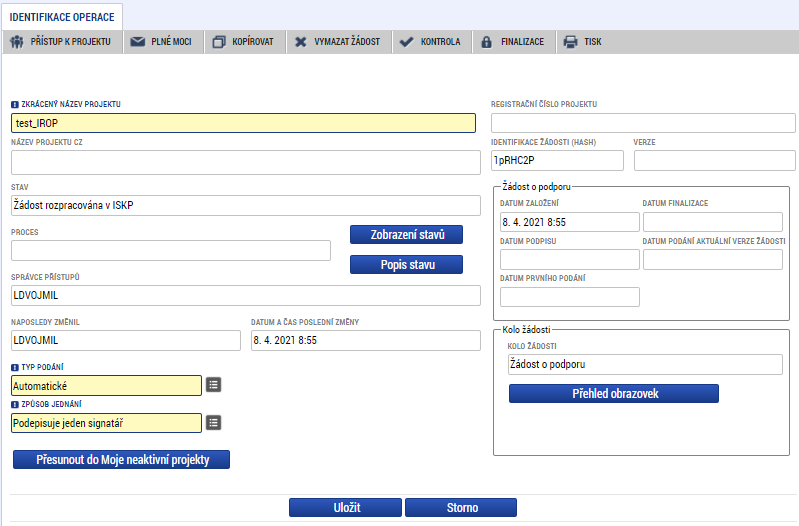 IDENTIFIKACE OPERACE
PŘÍSTUP K PROJEKTU PLNÉ MOCI KOPÍROVAT VYMAZAT ŽÁDOST KONTROLA FINALIZACE TISK
ZKRÁCENÝ NÁZEV PROJEKTU
test_IROP
REGISTRAČNÍ ČÍSLO PROJEKTU
NÁZEV PROJEKTU CZ
IDENTIFIKACE ŽÁDOSTI (HASH) VERZE
1pRHC2P
STAV
Žádost rozpracována v ISKP
PROCES
Zobrazení stavů
Popis stavu
SPRÁVCE PŘÍSTUPŮ
LDVOJMIL
NAPOSLEDY ZMĚNIL DATUM A ČAS POSLEDNÍ ZMĚNY
LDVOJMIL 8. 4. 2021 8:55
TYP PODÁNÍ
Automatické
ZPŮSOB JEDNÁNÍ
Podepisuje jeden signatář
Přesunout do Moje neaktivní projekty
Žádost o podporu
DATUM ZALOŽENÍ DATUM FINALIZACE
8. 4. 2021 8:55
DATUM PODPISU DATUM PODÁNÍ AKTUÁLNÍ VERZE ŽÁDOSTI
DATUM PRVNÍHO PODÁNÍ
Kolo žádosti
KOLO ŽÁDOSTI
Žádost o podporu
Přehled obrazovek
Uložit Storno